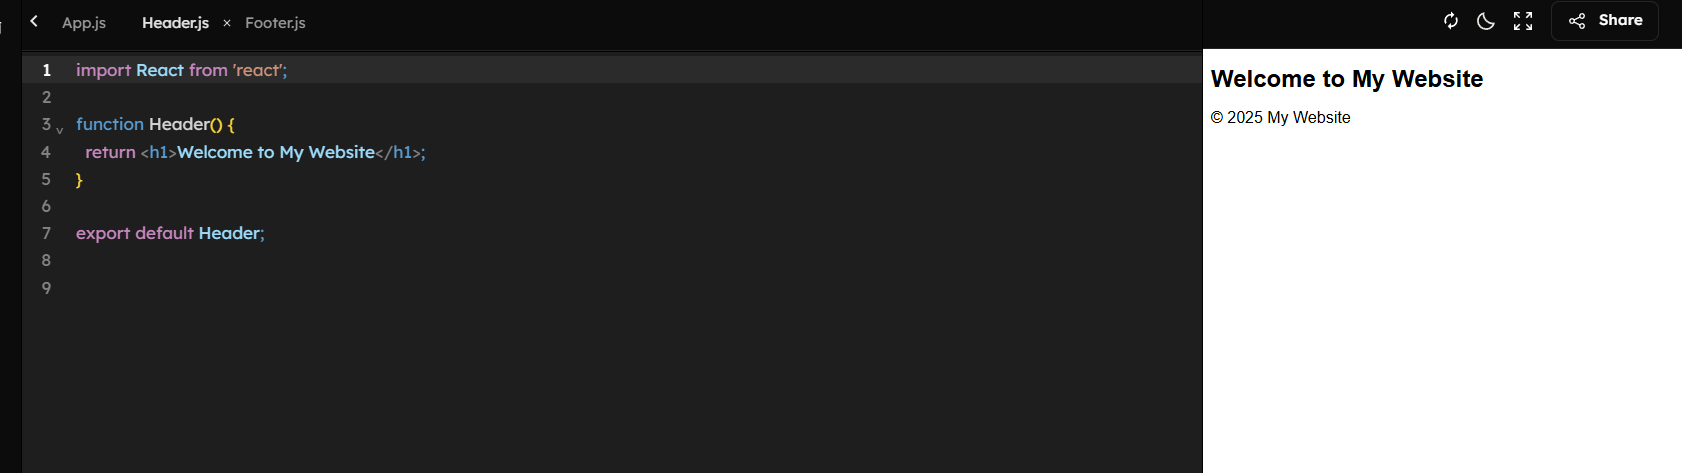 App.js Header.js × Footer.js
Share
1 import React from 'react';
2
3 function Header() {
4 return <h1>Welcome to My Website</h1>;
5 }
6
7 export default Header;
8
9
Welcome to My Website
© 2025 My Website